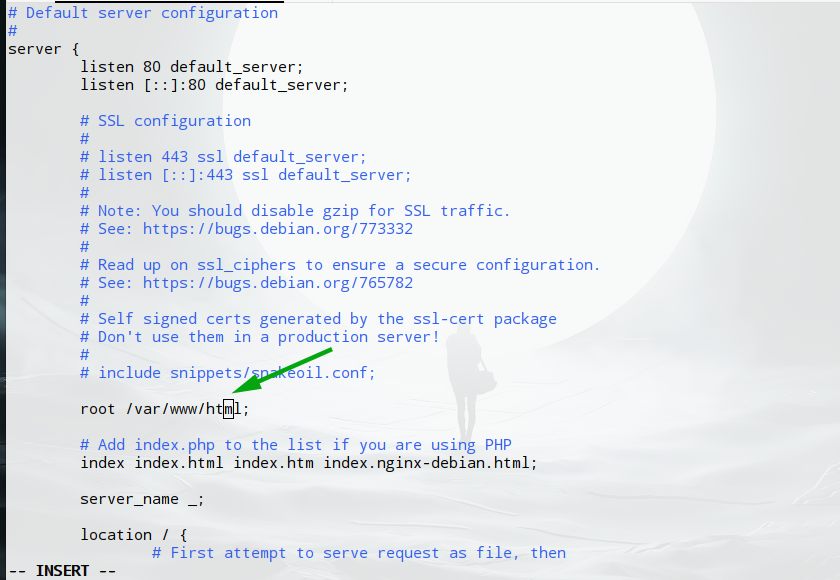 # Default server configuration
#
server {
listen 80 default_server;
listen [::]:80 default_server;
# SSL configuration
#
# listen 443 ssl default_server;
# listen [::]:443 ssl default_server;
#
# Note: You should disable gzip for SSL traffic.
# See: https://bugs.debian.org/773332
#
# Read up on ssl_ciphers to ensure a secure configuration.
# See: https://bugs.debian.org/765782
#
# Self signed certs generated by the ssl-cert package
# Don't use them in a production server!
#
# include snippets/snakeoil.conf;
root /var/www/html;
# Add index.php to the list if you are using PHP
index index.html index.htm index.nginx-debian.html;
server_name _;
location / {
# First attempt to serve request as file, then
-- INSERT --